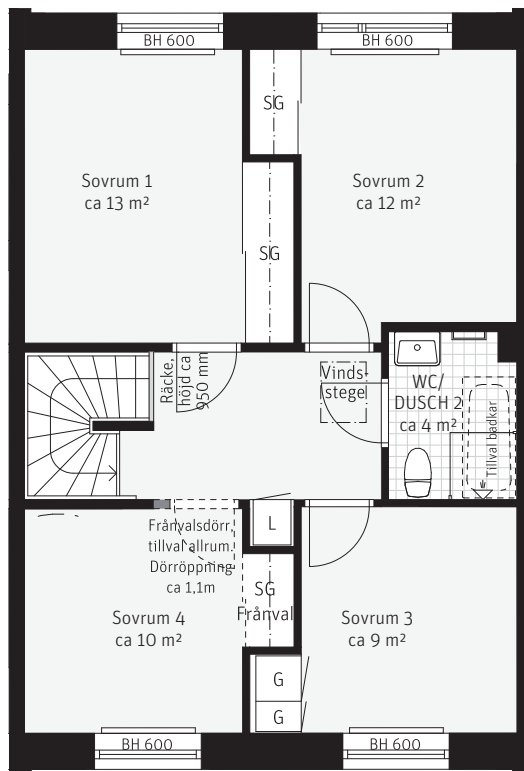 BH 600
BH 600
SG
Sovrum 1
ca 13 m²
Sovrum 2
ca 12 m²
SG
Räcke,
höjd ca
950 mm
Vinds-
stege
WC/
DUSCH 2
ca 4 m²
Tillval badkar
L
Frånvalsdörr,
tillval allrum.
Dörröppning
ca 1,1m
SG
Frånval
Sovrum 4
ca 10 m²
Sovrum 3
ca 9 m²
G
G
BH 600
BH 600